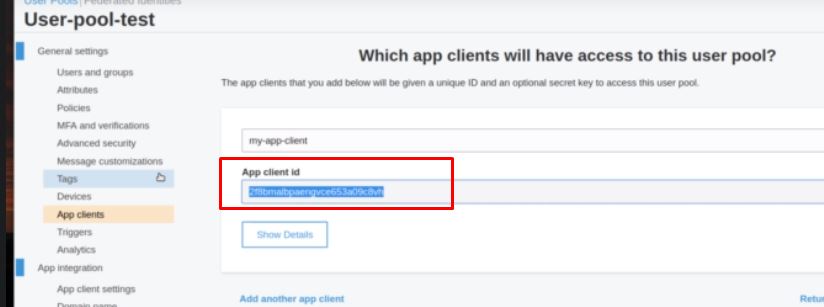 User Pools | Federated Identities
User-pool-test
General settings
Users and groups
Attributes
Policies
MFA and verifications
Advanced security
Message customizations
Tags
Devices
App clients
Triggers
Analytics
App integration
App client settings
Domain name
Which app clients will have access to this user pool?
The app clients that you add below will be given a unique ID and an optional secret key to access this user pool.
my-app-client
App client id
2f8bmalbpaengvce653a09c8vh
Show Details
Add another app client
Retu